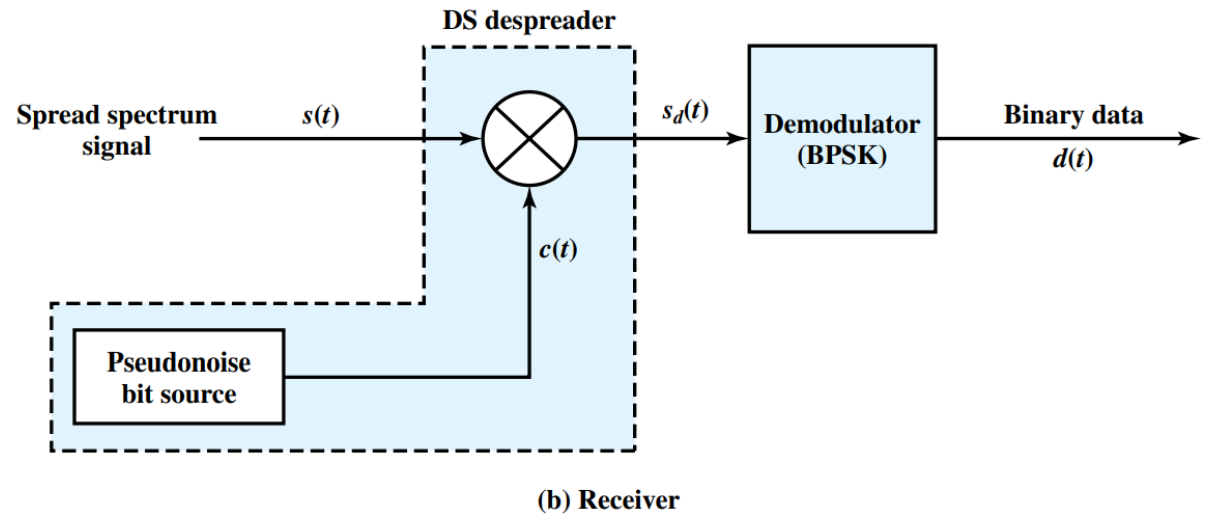 DS despreader
Spread spectrum
signal
s(t)
s_d(t)
Demodulator
(BPSK)
Binary data
d(t)
c(t)
Pseudonoise
bit source
(b) Receiver